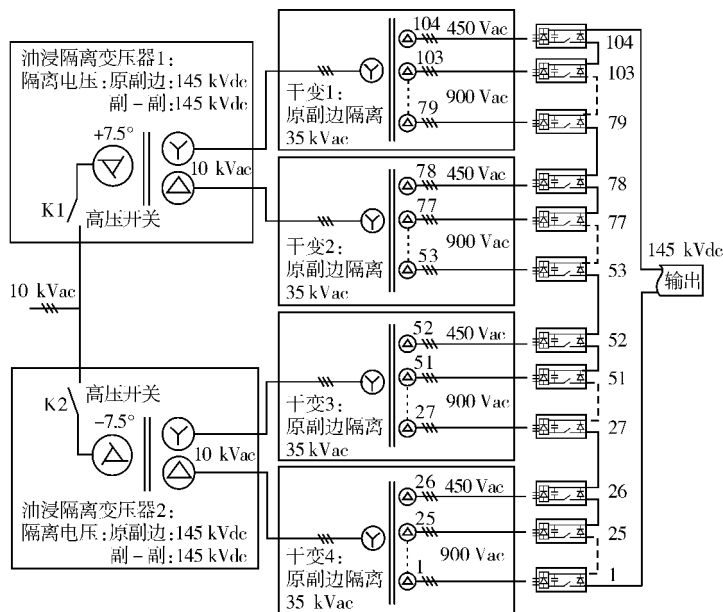 油浸隔离变压器1:
隔离电压:原副边:145 kVdc
副-副:145 kVdc
+7.5°
10 kVac
K1
高压开关
10 kVac
K2
高压开关
-7.5°
10 kVac
油浸隔离变压器2:
隔离电压:原副边:145 kVdc
副-副:145 kVdc
干变1:
原副边隔离
35 kVac
104
450 Vac
103
900 Vac
79
干变2:
原副边隔离
35 kVac
78
450 Vac
77
900 Vac
53
干变3:
原副边隔离
35 kVac
52
450 Vac
51
900 Vac
27
干变4:
原副边隔离
35 kVac
26
450 Vac
25
900 Vac
1
104
103
79
78
77
53
52
51
27
26
25
1
145 kVdc
输出